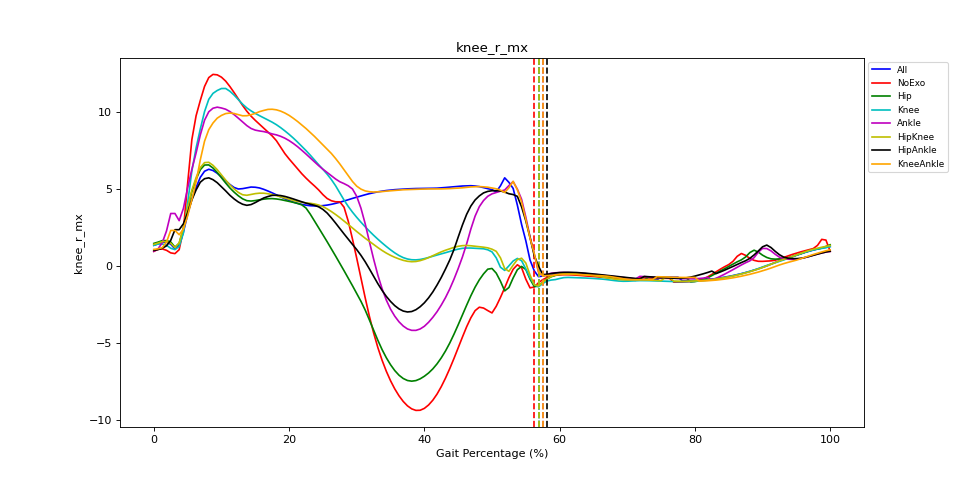 knee_r_mx
knee_r_mx
10
5
0
−5
−10
0
20
40
60
80
100
Gait Percentage (%)
All
NoExo
Hip
Knee
Ankle
HipKnee
HipAnkle
KneeAnkle